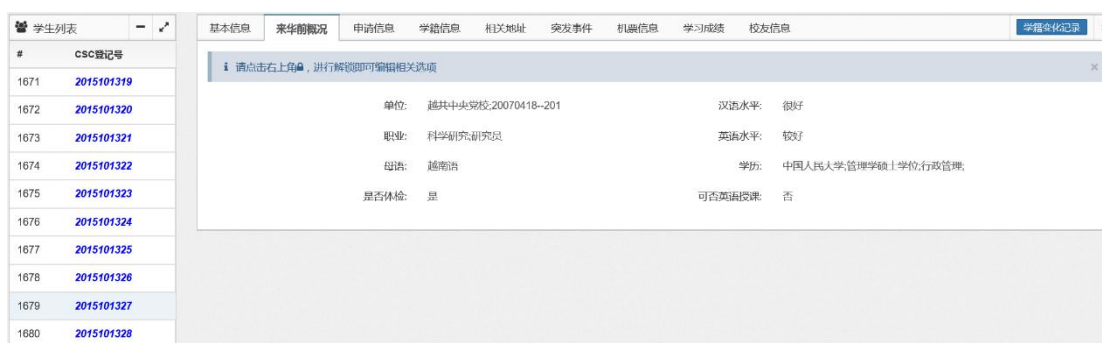 学生列表
基本信息 来华前概况 申请信息 学籍信息 相关地址 突发事件 机票信息 学习成绩 校友信息 学籍变化记录
# CSC登记号
1671 2015101319
1672 2015101320
1673 2015101321
1674 2015101322
1675 2015101323
1676 2015101324
1677 2015101325
1678 2015101326
1679 2015101327
1680 2015101328
请点击右上角，进行解锁即可编辑相关选项
单位: 越共中央党校;20070418--201 汉语水平: 很好
职业: 科学研究;研究员 英语水平: 较好
母语: 越南语 学历: 中国人民大学;管理学硕士学位;行政管理;
是否体检: 是 可否英语授课: 否